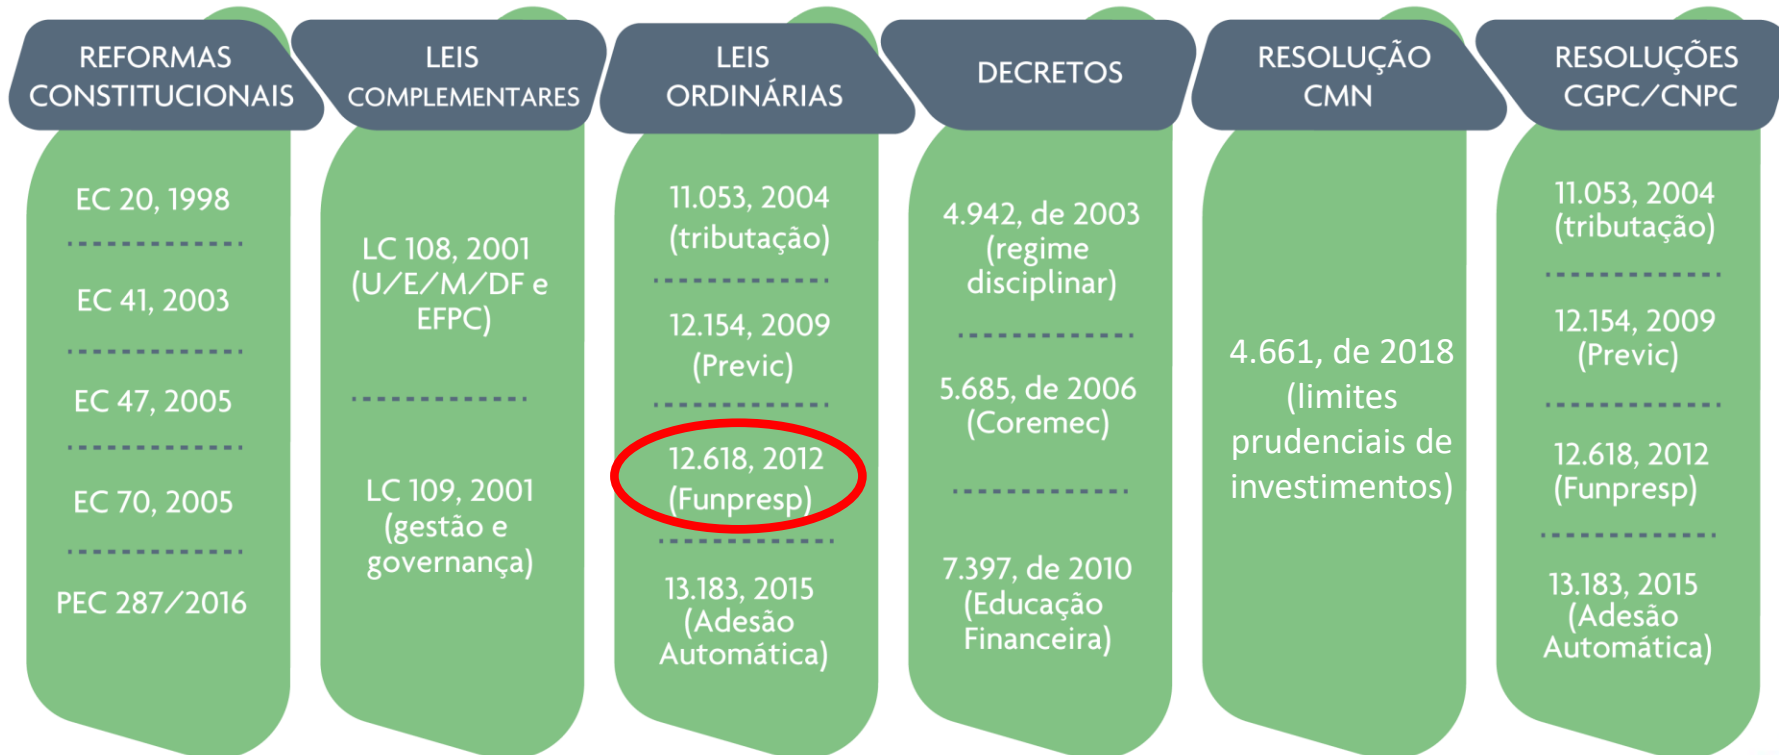 REFORMAS
CONSTITUCIONAIS
EC 20, 1998
EC 41, 2003
EC 47, 2005
EC 70, 2005
PEC 287/2016
LEIS
COMPLEMENTARES
LC 108, 2001
(U/E/M/DF e
EFPC)
LC 109, 2001
(gestão e
governança)
LEIS
ORDINÁRIAS
11.053, 2004
(tributação)
12.154, 2009
(Previc)
12.618, 2012
(Funpresp)
13.183, 2015
(Adesão
Automática)
DECRETOS
4.942, de 2003
(regime
disciplinar)
5.685, de 2006
(Coremec)
7.397, de 2010
(Educação
Financeira)
RESOLUÇÃO
CMN
4.661, de 2018
(limites
prudenciais de
investimentos)
RESOLUÇÕES
CGPC/CNPC
11.053, 2004
(tributação)
12.154, 2009
(Previc)
12.618, 2012
(Funpresp)
13.183, 2015
(Adesão
Automática)